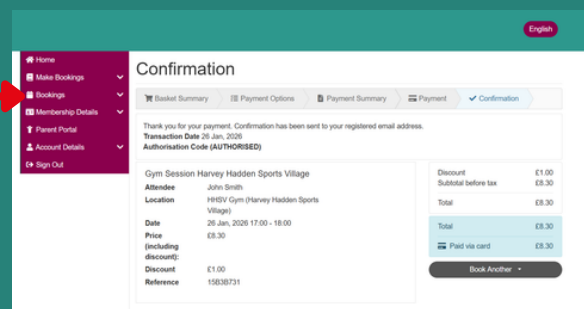 English
Home
Make Bookings
Bookings
Membership Details
Parent Portal
Account Details
Sign Out
Confirmation
Basket Summary
Payment Options
Payment Summary
Payment
Confirmation
Thank you for your payment. Confirmation has been sent to your registered email address.
Transaction Date 26 Jan, 2026
Authorisation Code (AUTHORISED)
Gym Session Harvey Hadden Sports Village
Attendee John Smith
Location HHSV Gym (Harvey Hadden Sports
Village)
Date 26 Jan, 2026 17:00 - 18:00
Price £8.30
(including
discount):
Discount £1.00
Reference 15B3B731
Discount £1.00
Subtotal before tax £8.30
Total £8.30
Total £8.30
Paid via card £8.30
Book Another